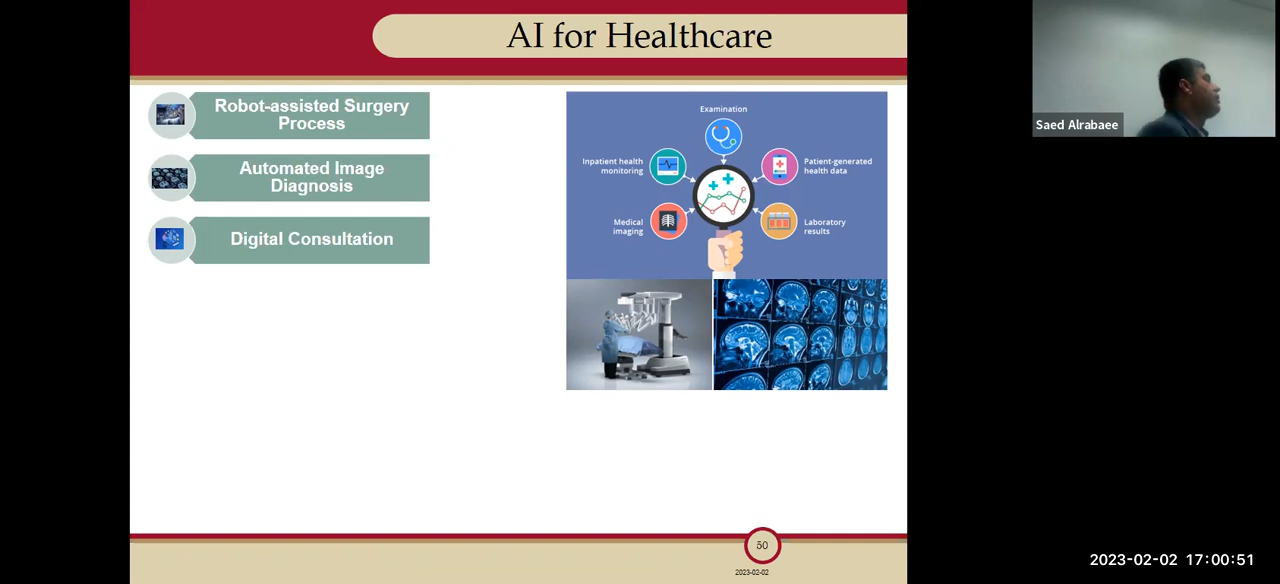 AI for Healthcare
Robot-assisted Surgery
Process
Automated Image
Diagnosis
Digital Consultation
Examination
Inpatient health
monitoring
Patient-generated
health data
Medical
imaging
Laboratory
results
50
2023-02-02
Saed Alrabaee
2023-02-02 17:00:51